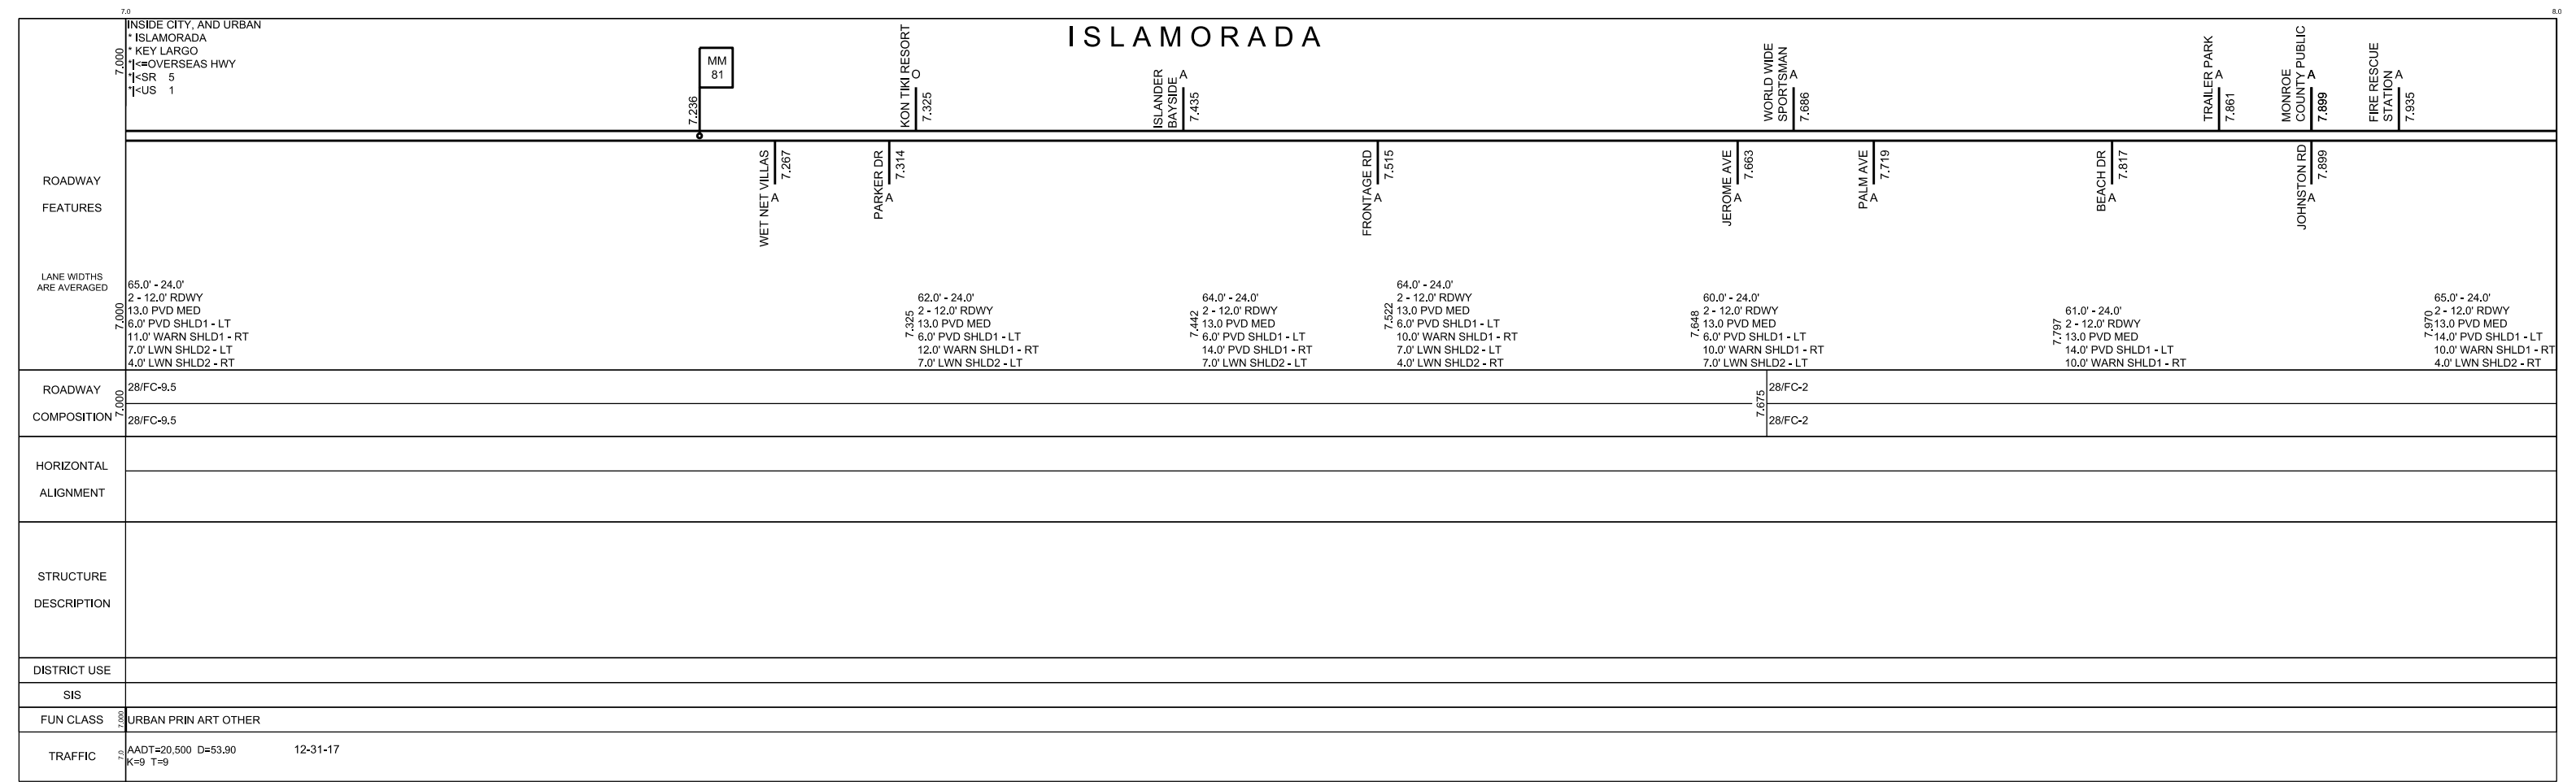 7.0
8.0
ISLAMORADA
7.000
INSIDE CITY, AND URBAN
* ISLAMORADA
* KEY LARGO
*|<=OVERSEAS HWY
*|<SR 5
*|<US 1
MM
81
7.236
KON TIKI RESORT
O
7.325
ISLANDER
BAYSIDE
A
7.435
WORLD WIDE
SPORTSMAN
A
7.686
TRAILER PARK
A
7.861
MONROE
COUNTY PUBLIC
A
7.899
FIRE RESCUE
STATION
A
7.935
ROADWAY
FEATURES
WET NET VILLAS
A
7.267
PARKER DR
A
7.314
FRONTAGE RD
A
7.515
JEROME AVE
A
7.663
PALM AVE
A
7.719
BEACH DR
A
7.817
JOHNSTON RD
A
7.899
LANE WIDTHS
ARE AVERAGED
7.000
65.0' - 24.0'
2 - 12.0' RDWY
13.0 PVD MED
6.0' PVD SHLD1 - LT
11.0' WARN SHLD1 - RT
7.0' LWN SHLD2 - LT
4.0' LWN SHLD2 - RT
7.325
62.0' - 24.0'
2 - 12.0' RDWY
13.0 PVD MED
6.0' PVD SHLD1 - LT
12.0' WARN SHLD1 - RT
7.0' LWN SHLD2 - LT
7.442
64.0' - 24.0'
2 - 12.0' RDWY
13.0 PVD MED
6.0' PVD SHLD1 - LT
14.0' PVD SHLD1 - RT
7.0' LWN SHLD2 - LT
7.522
64.0' - 24.0'
2 - 12.0' RDWY
13.0 PVD MED
6.0' PVD SHLD1 - LT
10.0' WARN SHLD1 - RT
7.0' LWN SHLD2 - LT
4.0' LWN SHLD2 - RT
7.648
60.0' - 24.0'
2 - 12.0' RDWY
13.0 PVD MED
6.0' PVD SHLD1 - LT
10.0' WARN SHLD1 - RT
7.0' LWN SHLD2 - LT
7.797
61.0' - 24.0'
2 - 12.0' RDWY
13.0 PVD MED
14.0' PVD SHLD1 - LT
10.0' WARN SHLD1 - RT
7.970
65.0' - 24.0'
2 - 12.0' RDWY
13.0 PVD MED
14.0' PVD SHLD1 - LT
10.0' WARN SHLD1 - RT
4.0' LWN SHLD2 - RT
ROADWAY
COMPOSITION
7.000
28/FC-9.5
28/FC-9.5
7.675
28/FC-2
28/FC-2
HORIZONTAL
ALIGNMENT
STRUCTURE
DESCRIPTION
DISTRICT USE
SIS
FUN CLASS
7.000
URBAN PRIN ART OTHER
TRAFFIC
7.0
AADT=20,500 D=53.90 12-31-17
K=9 T=9